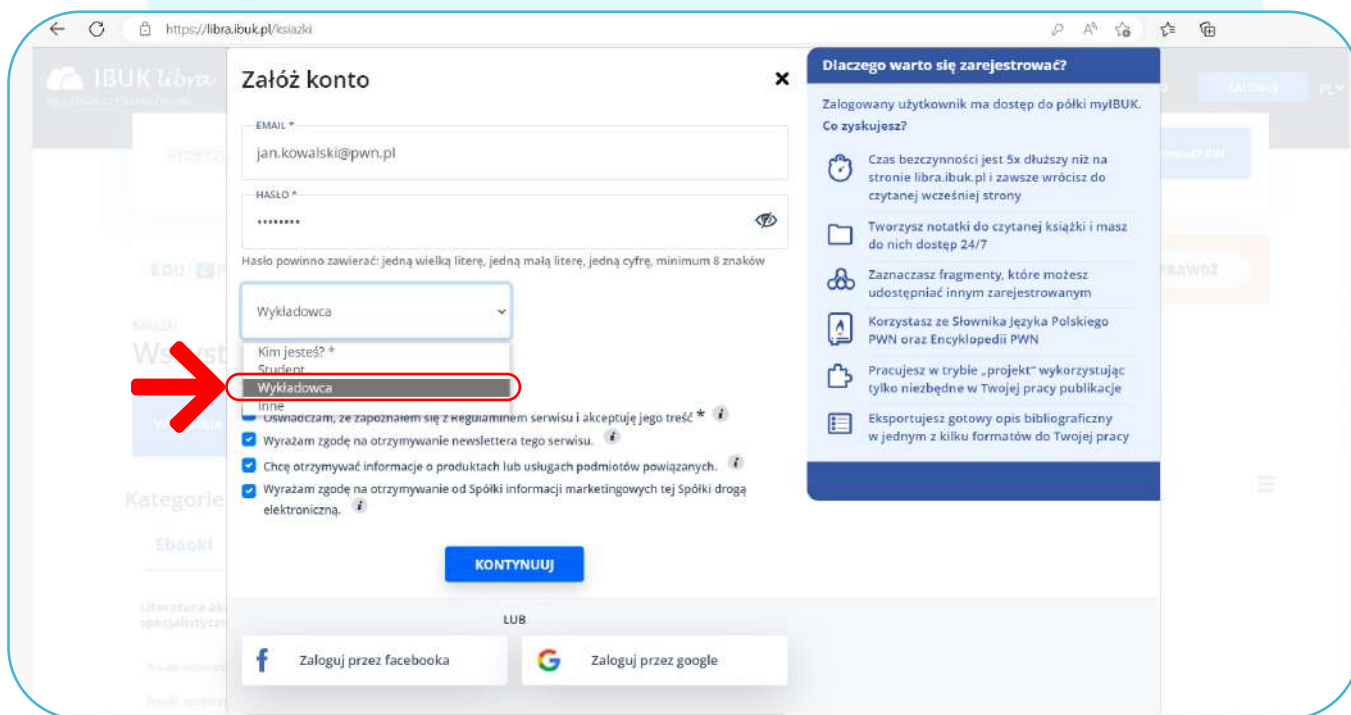 https://libra.ibuk.pl/ksiazki
IBUK Libra
PL
Załóż konto
EMAIL *
jan.kowalski@pwn.pl
HASŁO *
••••••••
Hasło powinno zawierać: jedną wielką literę, jedną małą literę, jedną cyfrę, minimum 8 znaków
Wykładowca
Kim jesteś? *
Student
Wykładowca
Inne
Oświadczam, że zapoznałem się z Regulaminem serwisu i akceptuję jego treść * i
Wyrażam zgodę na otrzymywanie newslettera tego serwisu. i
Chcę otrzymywać informacje o produktach lub usługach podmiotów powiązanych. i
Wyrażam zgodę na otrzymywanie od Spółki informacji marketingowych tej Spółki drogą
elektroniczną. i
KONTYNUUJ
LUB
Zaloguj przez facebooka
Zaloguj przez google
Dlaczego warto się zarejestrować?
Zalogowany użytkownik ma dostęp do półki myIBUK.
Co zyskujesz?
Czas bezczynności jest 5x dłuższy niż na
stronie libra.ibuk.pl i zawsze wrócisz do
czytanej wcześniej strony
Tworzysz notatki do czytanej książki i masz
do nich dostęp 24/7
Zaznaczasz fragmenty, które możesz
udostępniać innym zarejestrowanym
Korzystasz ze Słownika Języka Polskiego
PWN oraz Encyklopedii PWN
Pracujesz w trybie „projekt” wykorzystując
tylko niezbędne w Twojej pracy publikacje
Eksportujesz gotowy opis bibliograficzny
w jednym z kilku formatów do Twojej pracy
EDU
Kategorie
Ebooki